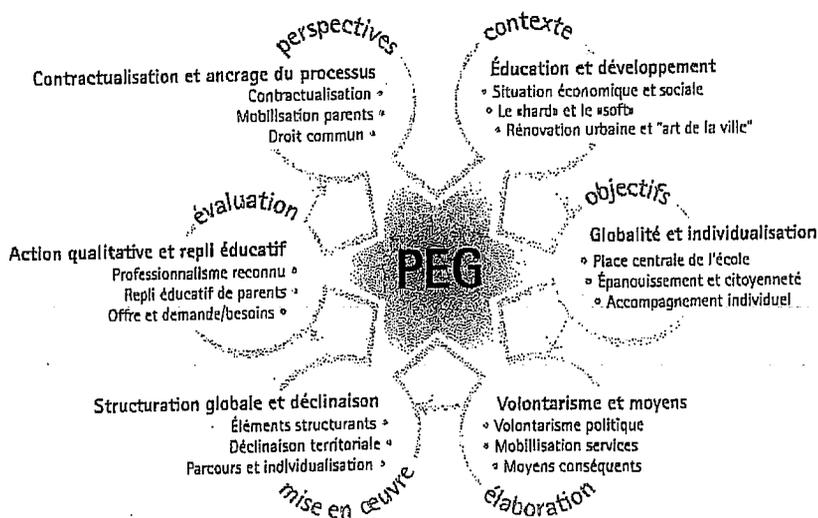 perspectives
Contractualisation et ancrage du processus
Contractualisation
Mobilisation parents
Droit commun
contexte
Éducation et développement
Situation économique et sociale
Le «hard» et le «soft»
Rénovation urbaine et "art de la ville"
évaluation
Action qualitative et repli éducatif
Professionnalisme reconnu
Repli éducatif de parents
Offre et demande/besoins
PEG
objectifs
Globalité et individualisation
Place centrale de l'école
Épanouissement et citoyenneté
Accompagnement individuel
Structuration globale et déclinaison
Éléments structurants
Déclinaison territoriale
Parcours et individualisation
mise en œuvre
Volontarisme et moyens
Volontarisme politique
Mobillisation services
Moyens conséquents
élaboration